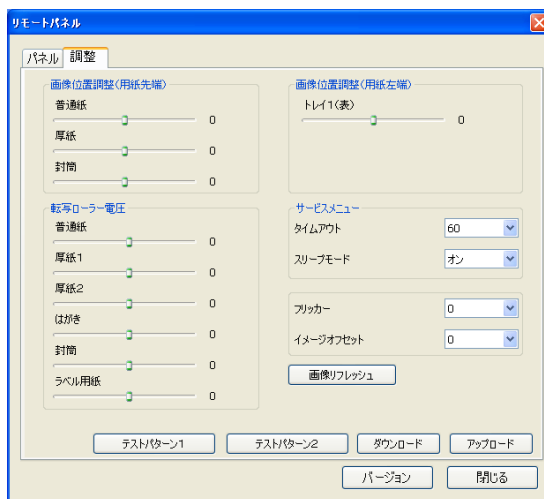 リモートパネル
パネル 調整
画像位置調整(用紙先端)
普通紙
0
厚紙
0
封筒
0
画像位置調整(用紙左端)
トレイ1(表)
0
転写ローラー電圧
普通紙
0
厚紙1
0
厚紙2
0
はがき
0
封筒
0
ラベル用紙
0
サービスメニュー
タイムアウト 60
スリープモード オン
フリッカー 0
イメージオフセット 0
画像リフレッシュ
テストパターン1 テストパターン2 ダウンロード アップロード
バージョン 閉じる